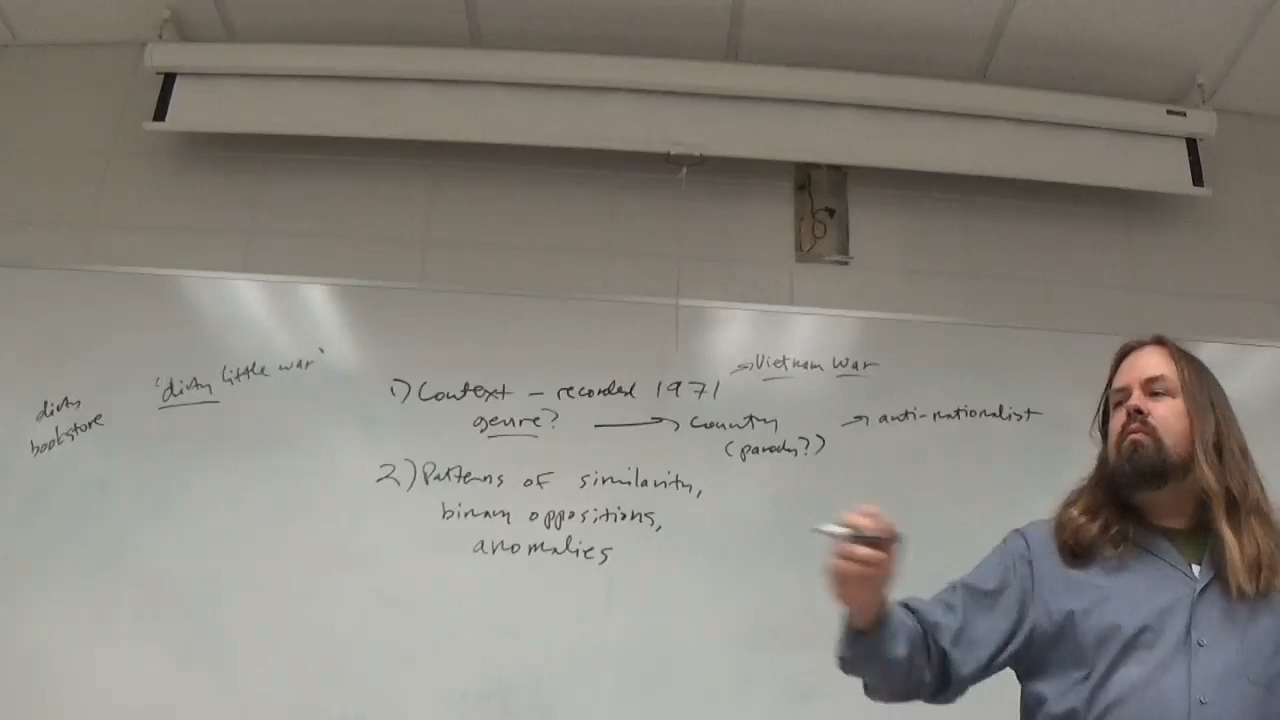 dirty
bookstore
'dirty little war'
1) Context – recorded 1971
→ Vietnam War
genre? → Country → anti-nationalist
(parody?)
2) Patterns of similarity,
binary oppositions,
anomalies